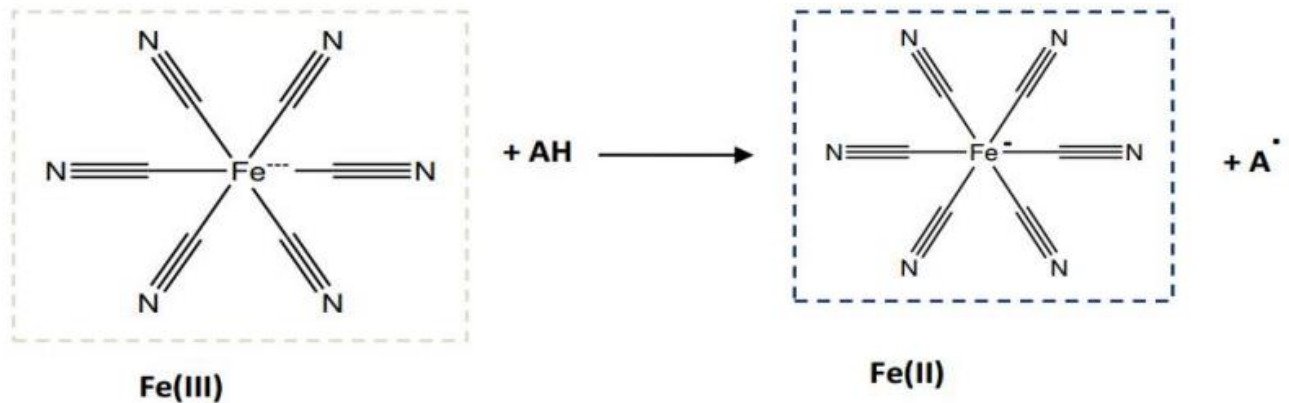 N N N N
N Fe--- N + AH N Fe- N + A•
N N N N
Fe(III) Fe(II)